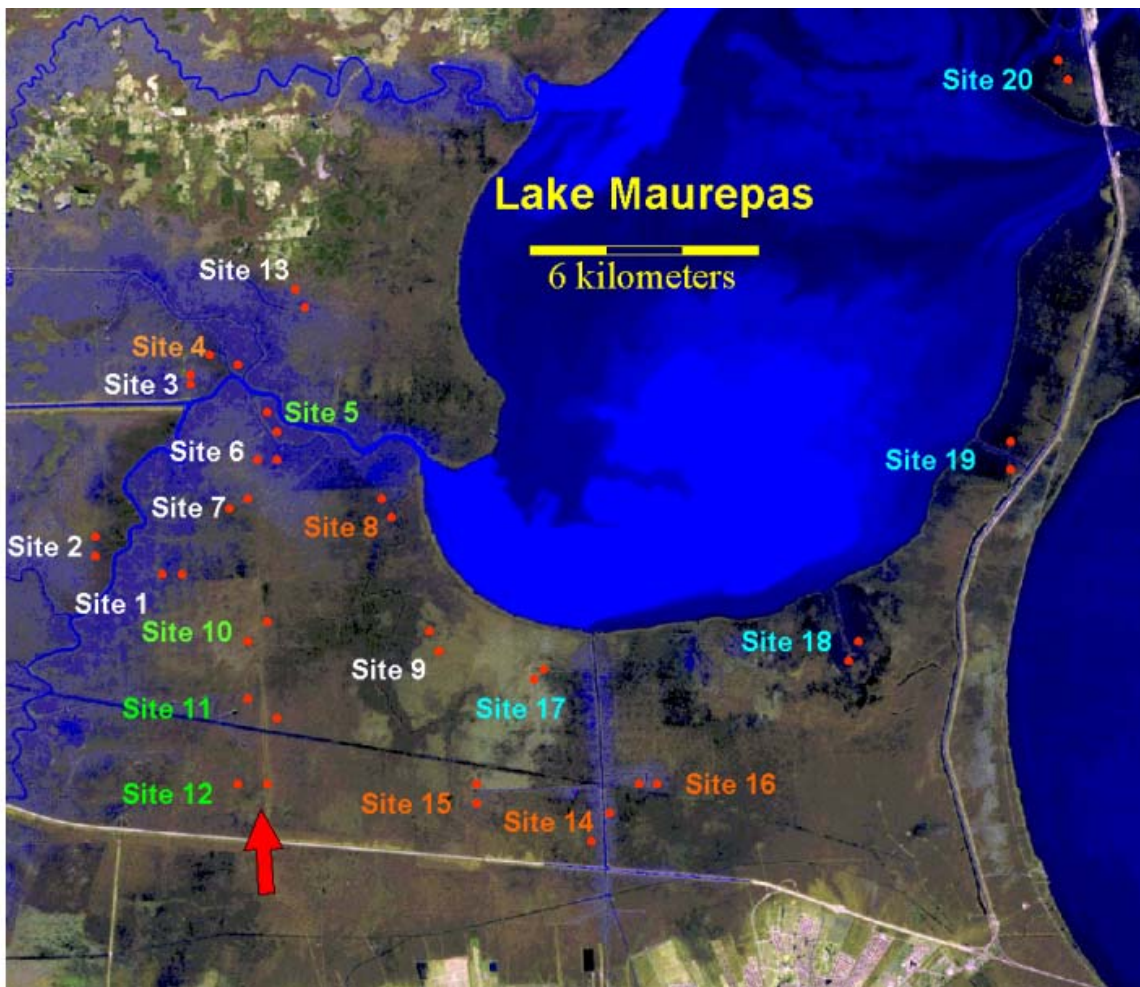 Site 20
Lake Maurepas
6 kilometers
Site 13
Site 4
Site 3
Site 5
Site 6
Site 19
Site 7
Site 8
Site 2
Site 1
Site 10
Site 18
Site 9
Site 11
Site 17
Site 12
Site 16
Site 15
Site 14